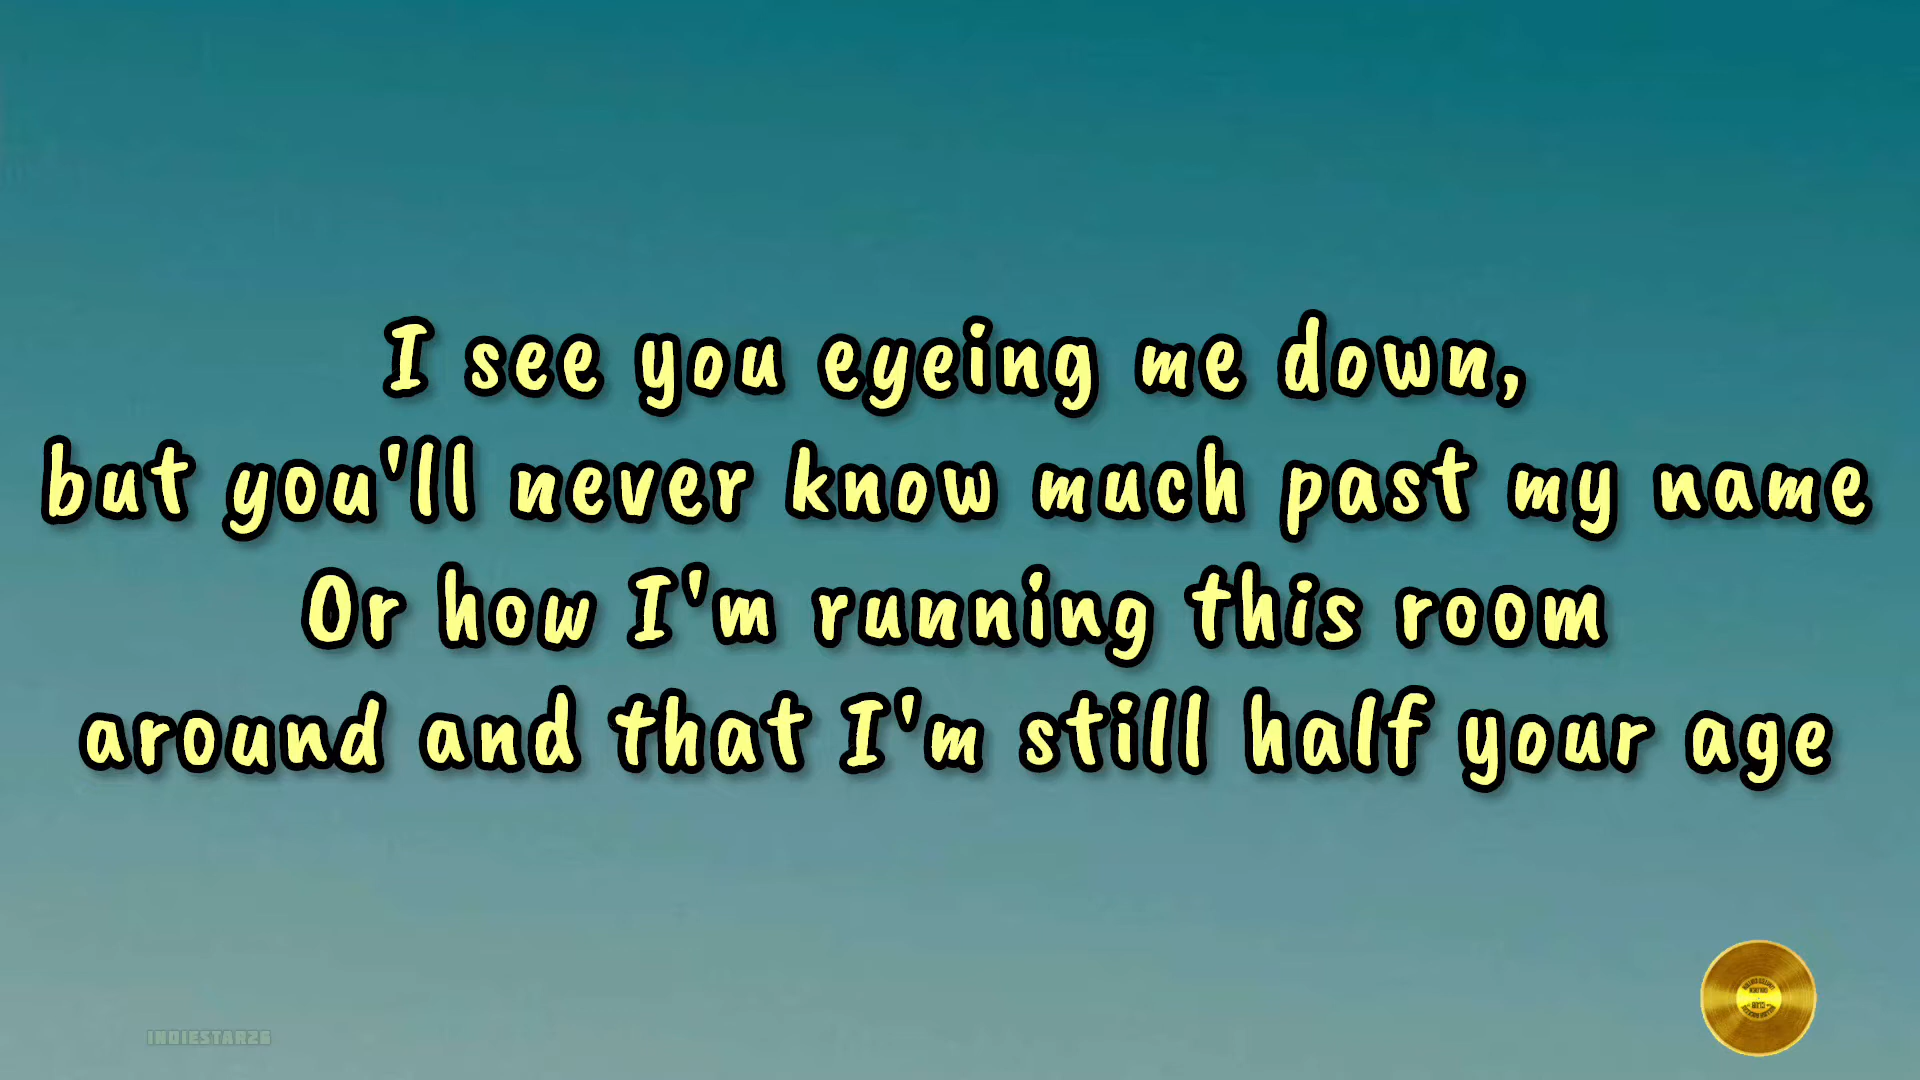 I see you eyeing me down,
but you'll never know much past my name
Or how I'm running this room
around and that I'm still half your age
INDIESTAR26